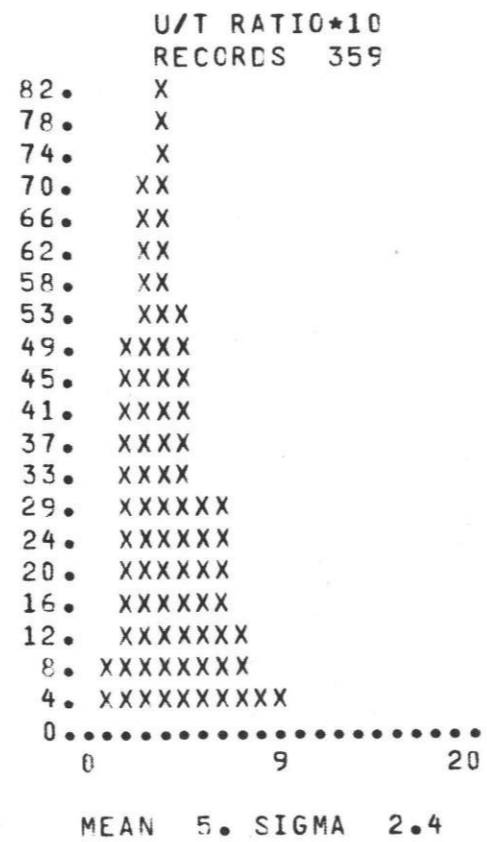 U/T RATIO*10
RECORDS 359
82. X
78. X
74. X
70. XX
66. XX
62. XX
58. XX
53. XXX
49. XXXX
45. XXXX
41. XXXX
37. XXXX
33. XXXX
29. XXXXXX
24. XXXXXX
20. XXXXXX
16. XXXXXX
12. XXXXXXX
8. XXXXXXXX
4. XXXXXXXXXX
0......................
0 9 20
MEAN 5. SIGMA 2.4